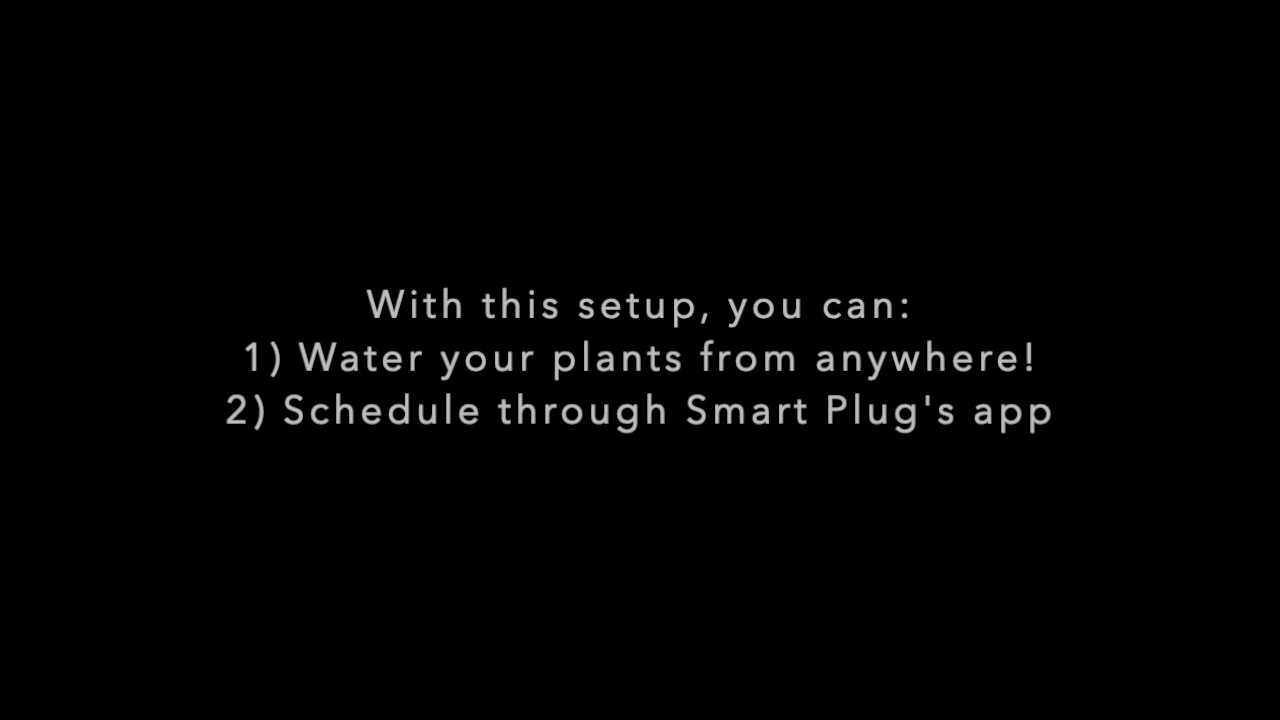 With this setup, you can:
1) Water your plants from anywhere!
2) Schedule through Smart Plug's app